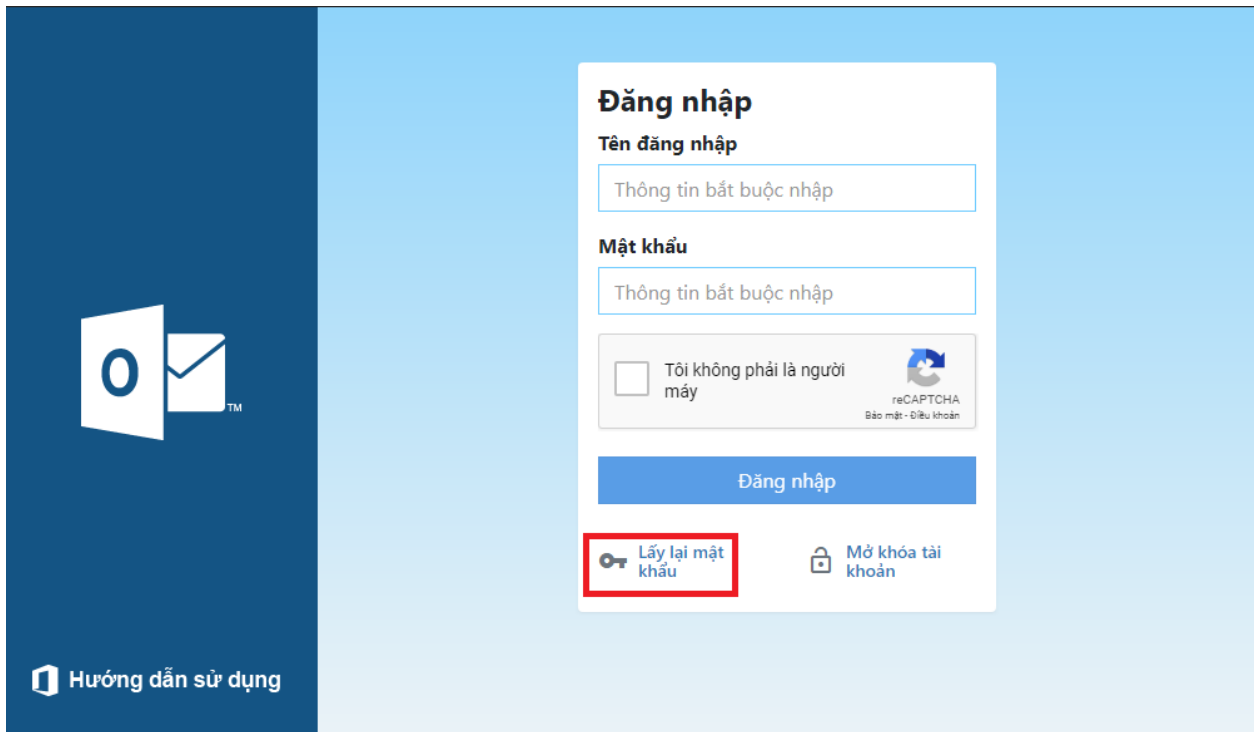 Đăng nhập
Tên đăng nhập
Thông tin bắt buộc nhập
Mật khẩu
Thông tin bắt buộc nhập
Tôi không phải là người
máy
reCAPTCHA
Bảo mật - Điều khoản
Đăng nhập
Lấy lại mật
khẩu
Mở khóa tài
khoản
O
TM
Hướng dẫn sử dụng